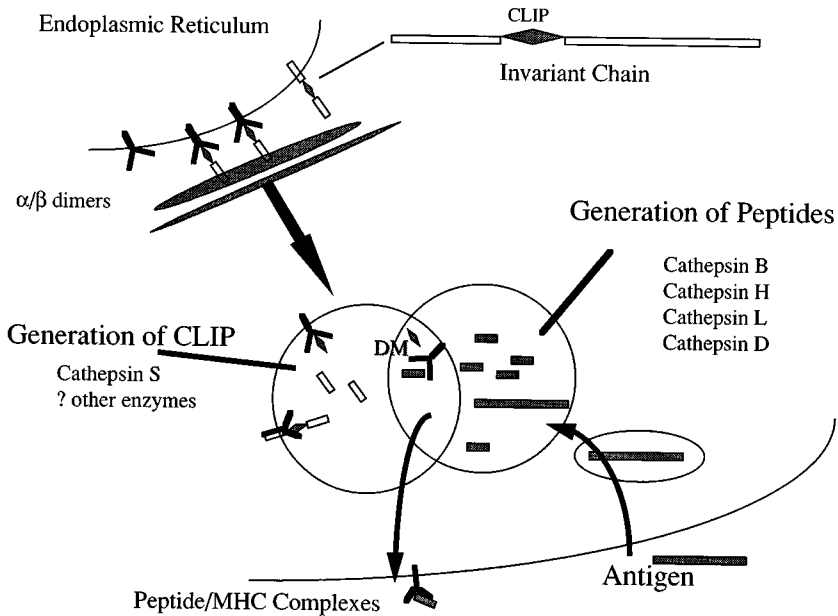 CLIP
Endoplasmic Reticulum
Invariant Chain
α/β dimers
Generation of Peptides
Cathepsin B
Cathepsin H
Cathepsin L
Cathepsin D
Generation of CLIP
Cathepsin S
? other enzymes
DM
Antigen
Peptide/MHC Complexes